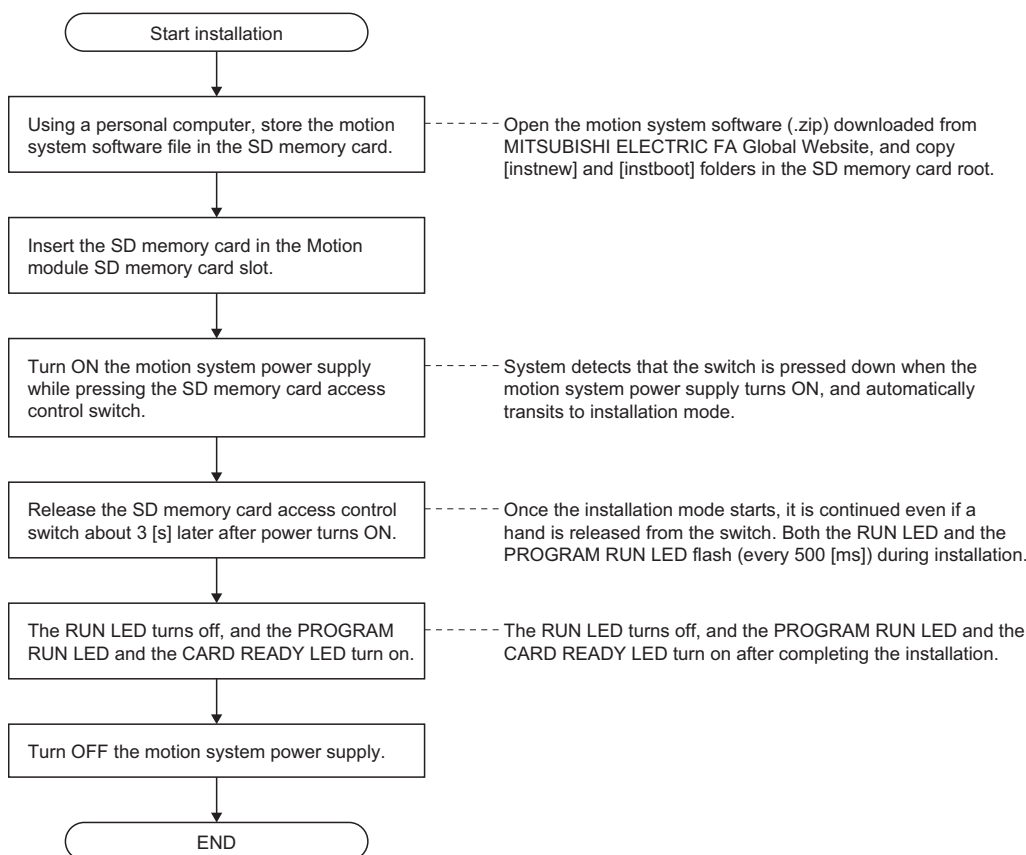 Start installation
Using a personal computer, store the motion
system software file in the SD memory card.
Open the motion system software (.zip) downloaded from
MITSUBISHI ELECTRIC FA Global Website, and copy
[instnew] and [instboot] folders in the SD memory card root.
Insert the SD memory card in the Motion
module SD memory card slot.
Turn ON the motion system power supply
while pressing the SD memory card access
control switch.
System detects that the switch is pressed down when the
motion system power supply turns ON, and automatically
transits to installation mode.
Release the SD memory card access control
switch about 3 [s] later after power turns ON.
Once the installation mode starts, it is continued even if a
hand is released from the switch. Both the RUN LED and the
PROGRAM RUN LED flash (every 500 [ms]) during installation.
The RUN LED turns off, and the PROGRAM
RUN LED and the CARD READY LED turn on.
The RUN LED turns off, and the PROGRAM RUN LED and the
CARD READY LED turn on after completing the installation.
Turn OFF the motion system power supply.
END